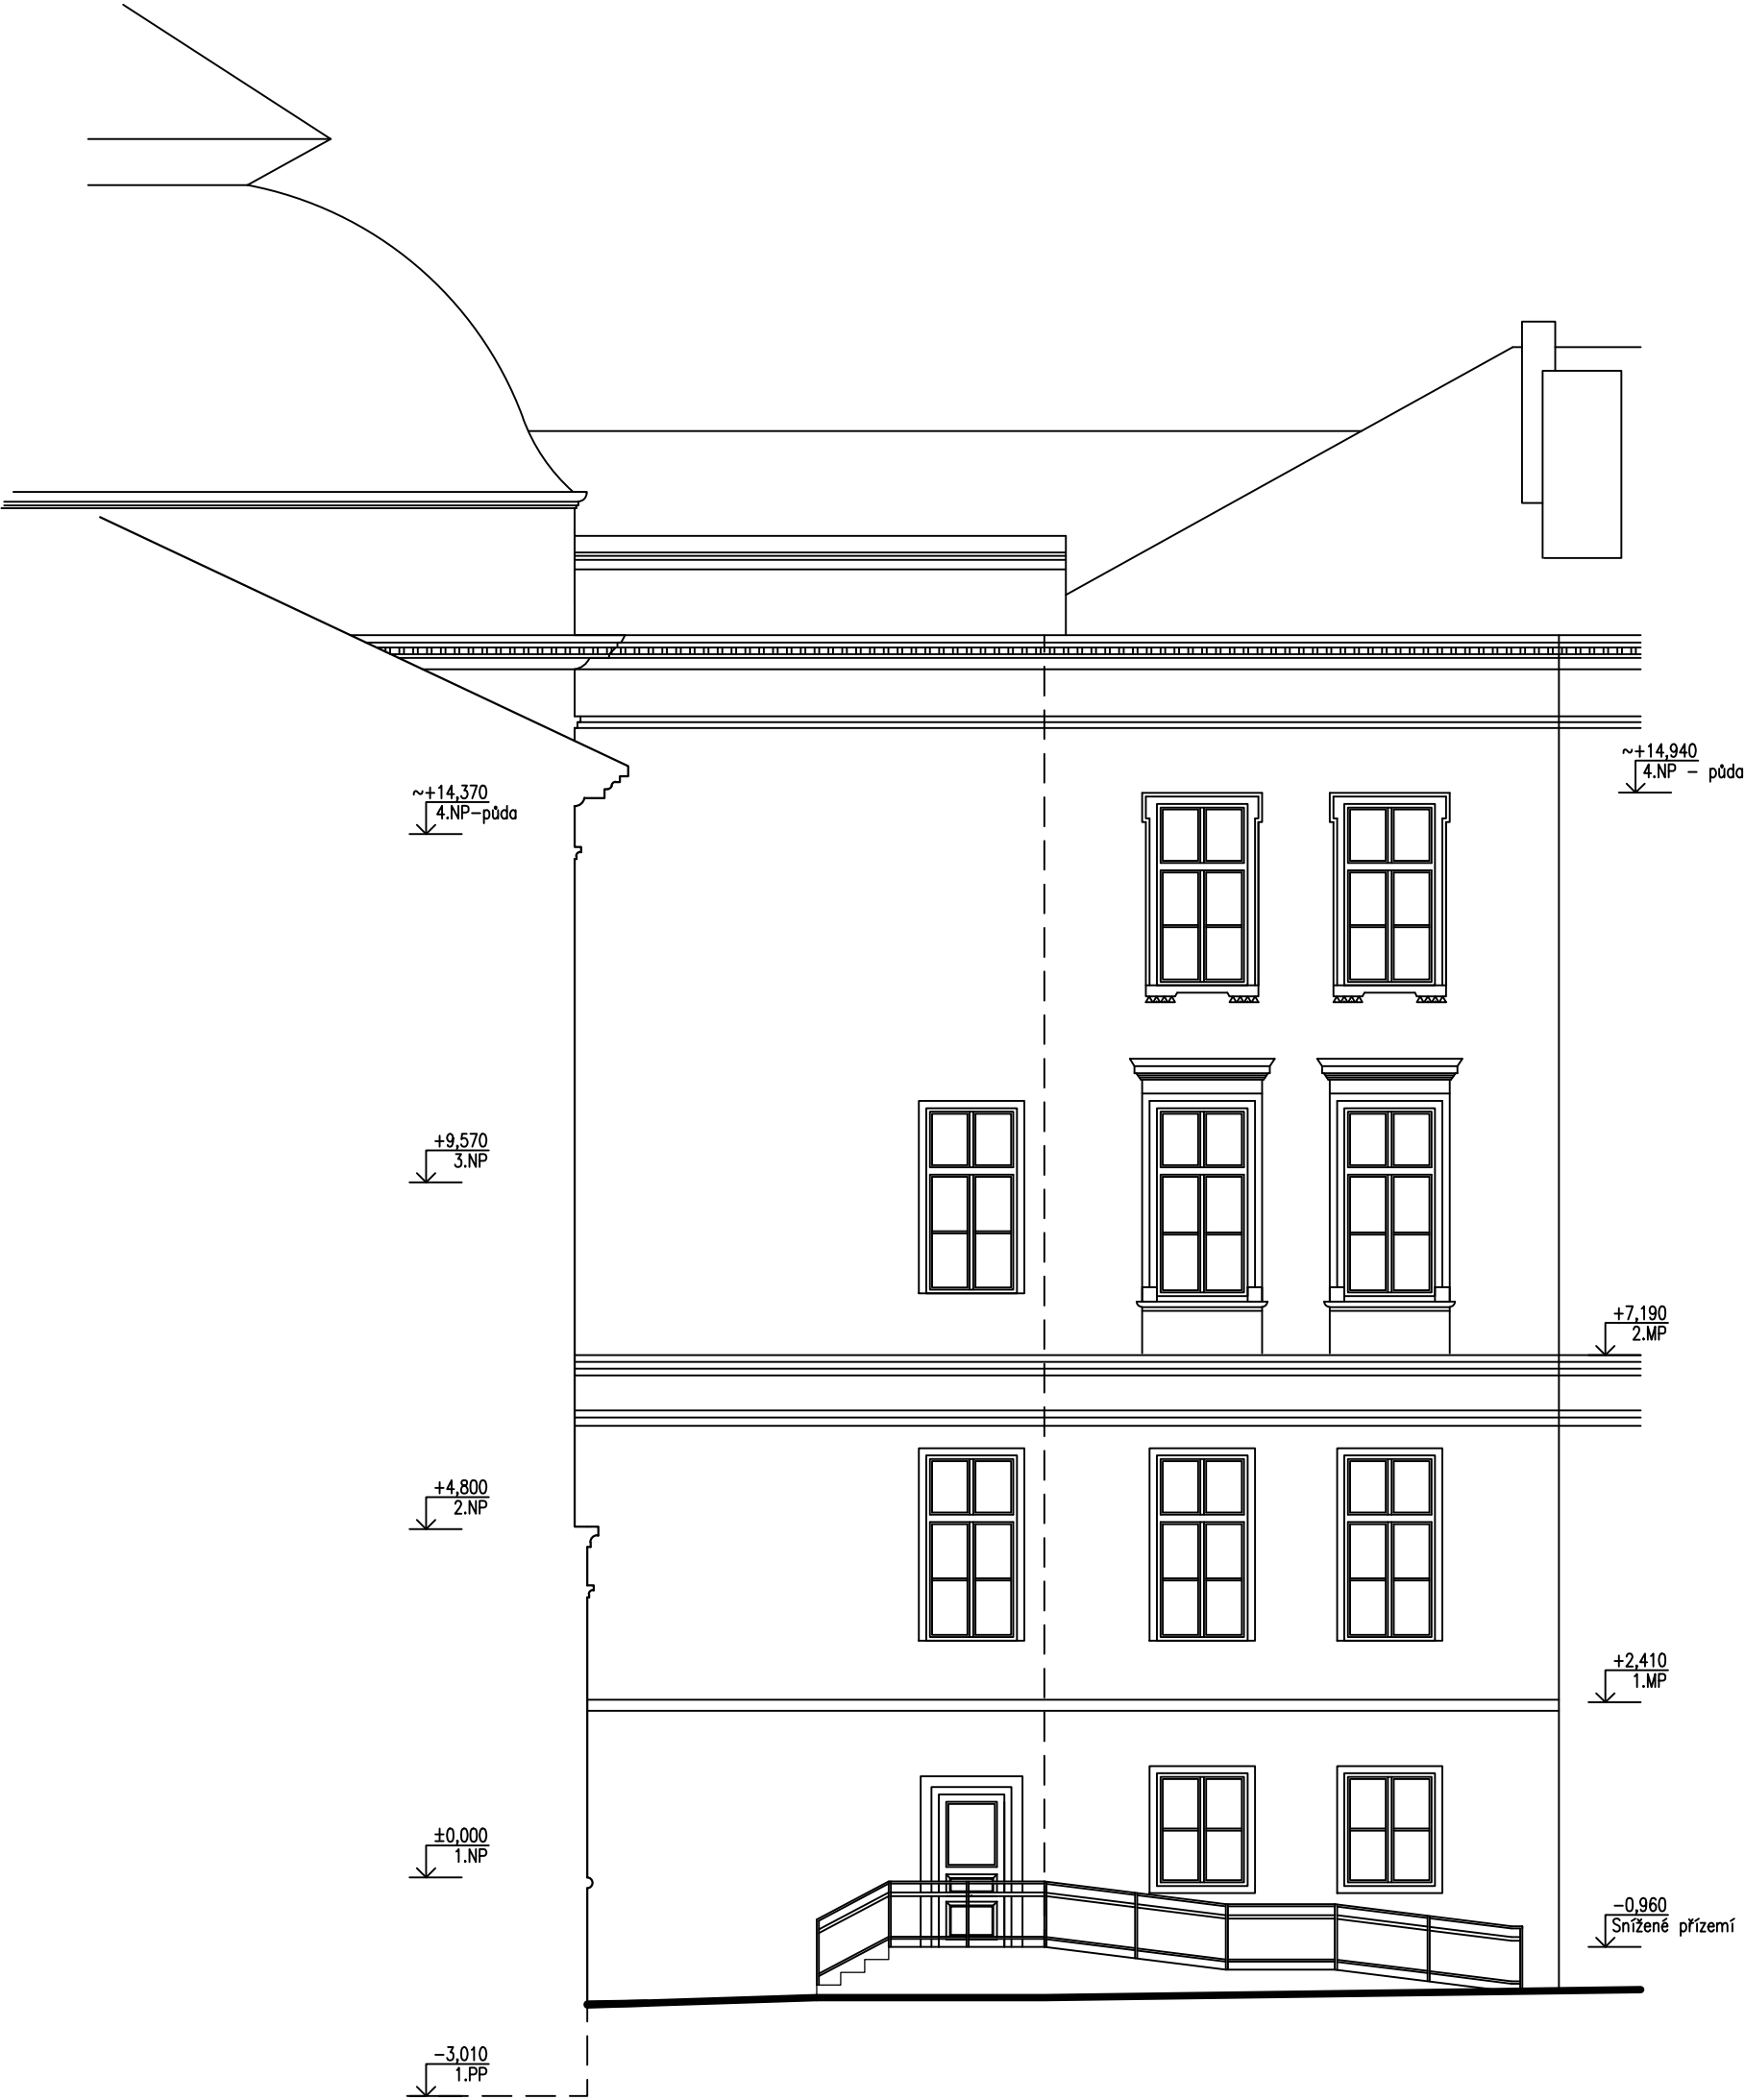 ~+14,940
4.NP - půda
~+14,370
4.NP-půda
+9,570
3.NP
+7,190
2.MP
+4,800
2.NP
+2,410
1.MP
±0,000
1.NP
-0,960
Snížené přízemí
-3,010
1.PP